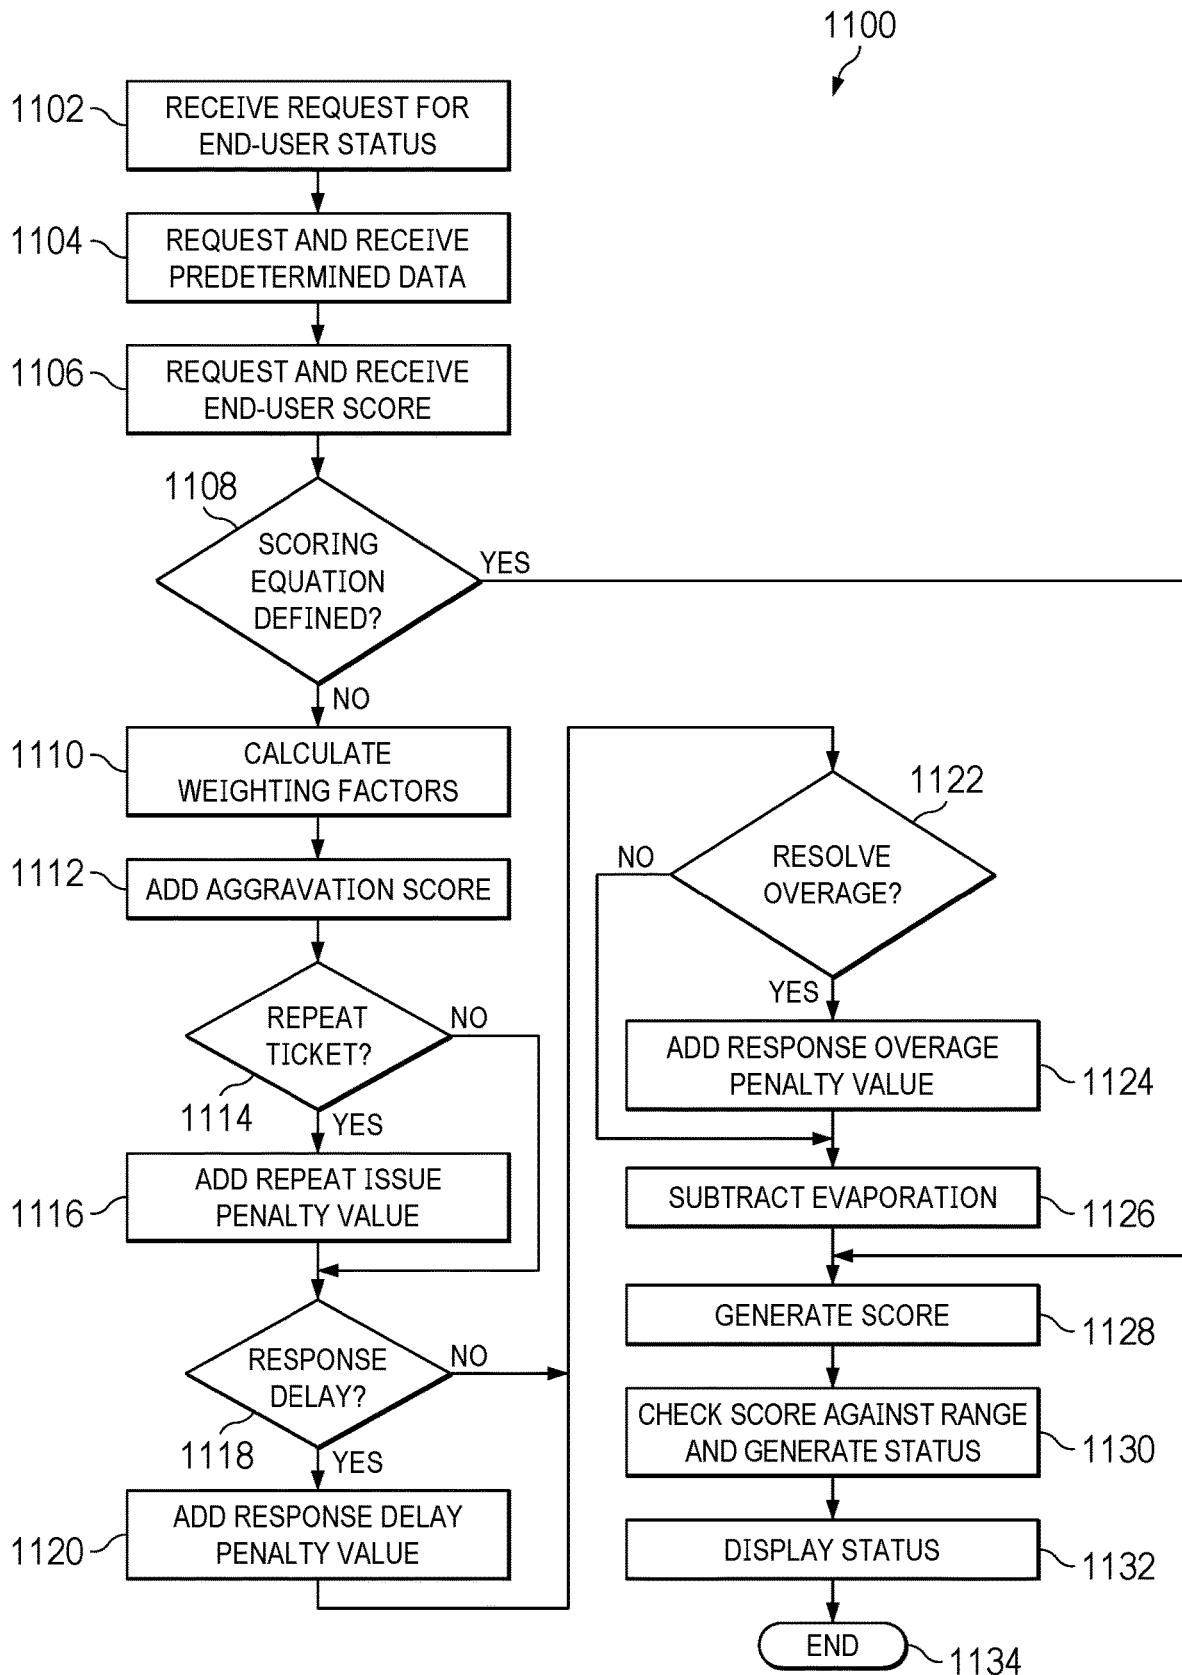 1100
1102
RECEIVE REQUEST FOR
END-USER STATUS
1104
REQUEST AND RECEIVE
PREDETERMINED DATA
1106
REQUEST AND RECEIVE
END-USER SCORE
1108
SCORING
EQUATION
DEFINED?
YES
NO
1110
CALCULATE
WEIGHTING FACTORS
1112
ADD AGGRAVATION SCORE
REPEAT
TICKET?
NO
1114
YES
1116
ADD REPEAT ISSUE
PENALTY VALUE
RESPONSE
DELAY?
NO
1118
YES
1120
ADD RESPONSE DELAY
PENALTY VALUE
1122
RESOLVE
OVERAGE?
NO
YES
ADD RESPONSE OVERAGE
PENALTY VALUE
1124
SUBTRACT EVAPORATION
1126
GENERATE SCORE
1128
CHECK SCORE AGAINST RANGE
AND GENERATE STATUS
1130
DISPLAY STATUS
1132
END
1134